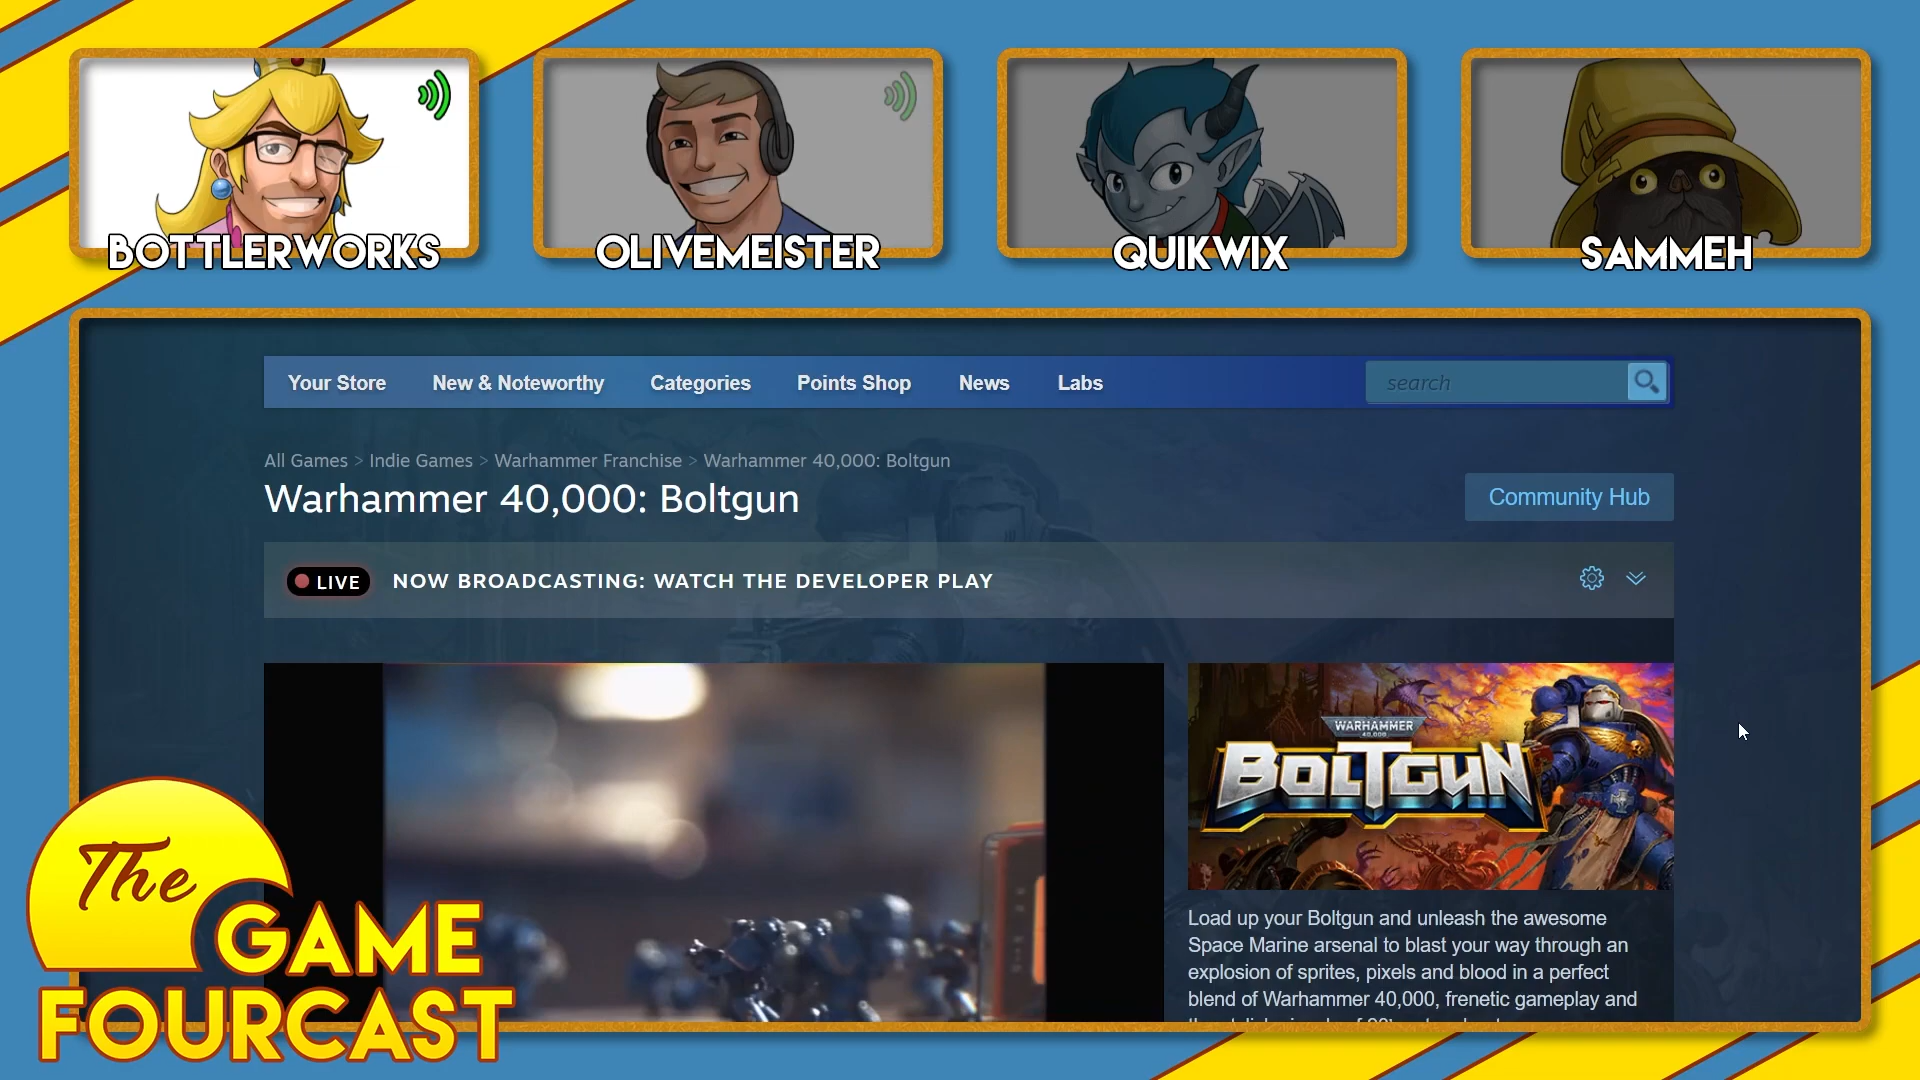 BOTTLERWORKS
OLIVEMEISTER
QUIKWIX
SAMMEH
Your Store
New & Noteworthy
Categories
Points Shop
News
Labs
search
All Games > Indie Games > Warhammer Franchise > Warhammer 40,000: Boltgun
Warhammer 40,000: Boltgun
Community Hub
LIVE
NOW BROADCASTING: WATCH THE DEVELOPER PLAY
WARHAMMER
40,000
BOLTGUN
Load up your Boltgun and unleash the awesome
Space Marine arsenal to blast your way through an
explosion of sprites, pixels and blood in a perfect
blend of Warhammer 40,000, frenetic gameplay and
The
GAME
FOURCAST